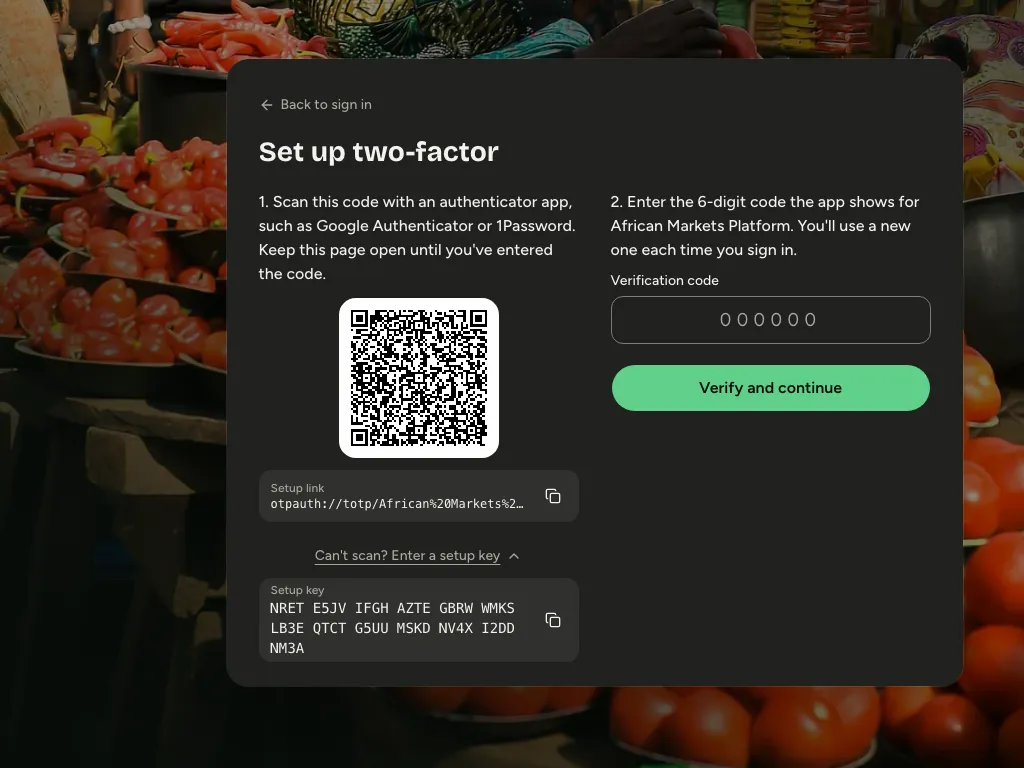 Back to sign in
Set up two-factor
1. Scan this code with an authenticator app,
such as Google Authenticator or 1Password.
Keep this page open until you've entered
the code.
Setup link
otpauth://totp/African%20Markets%2…
Can't scan? Enter a setup key
Setup key
NRET E5JV IFGH AZTE GBRW WMKS
LB3E QTCT G5UU MSKD NV4X I2DD
NM3A
2. Enter the 6-digit code the app shows for
African Markets Platform. You'll use a new
one each time you sign in.
Verification code
000000
Verify and continue